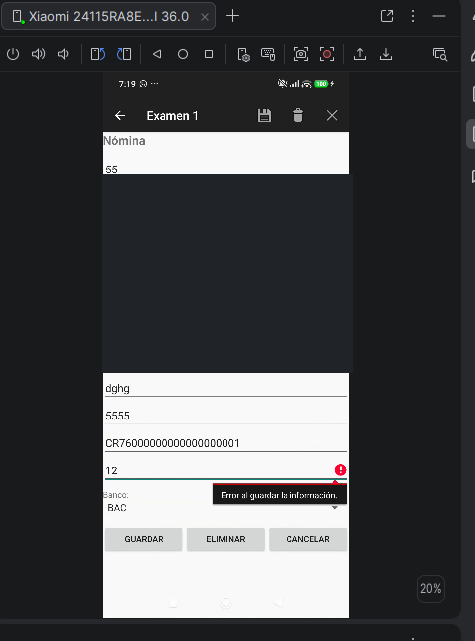 Xiaomi 24115RA8E...I 36.0
7:19
100
Examen 1
Nómina
55
dghg
5555
CR76000000000000000001
12
Error al guardar la información.
Banco:
BAC
GUARDAR ELIMINAR CANCELAR
20%